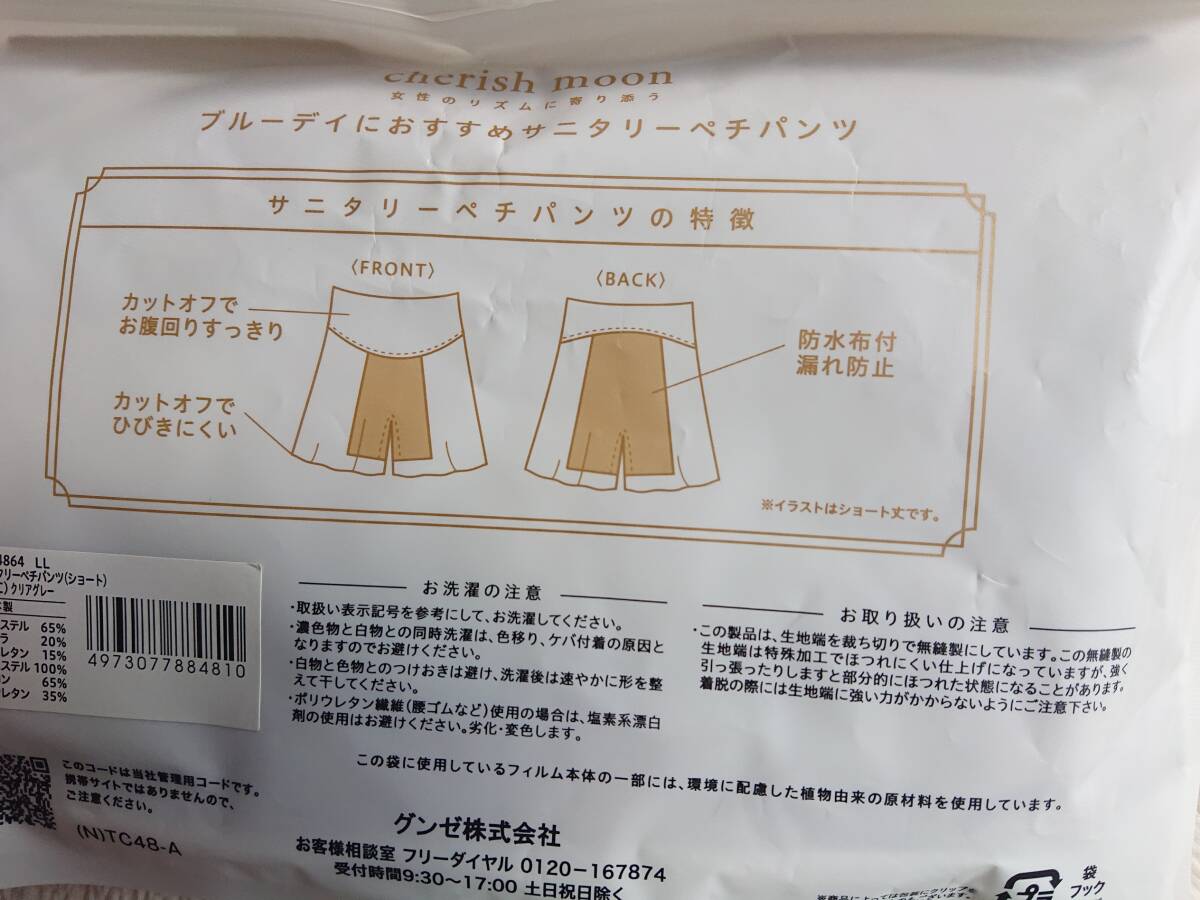 cherish moon
女性のリズムに寄り添う
ブルーデイにおすすめサニタリーペチパンツ
サニタリーペチパンツの特徴
〈FRONT〉
〈BACK〉
カットオフで
お腹回りすっきり
カットオフで
ひびきにくい
防水布付
漏れ防止
※イラストはショート丈です。
4864 LL
タリーペチパンツ(ショート)
クリアグレー
製
ステル 65%
ラ 20%
レタン 15%
ステル 100%
ン 65%
レタン 35%
4973077884810
お洗濯の注意
・取扱い表示記号を参考にして、お洗濯してください。
・濃色物と白物との同時洗濯は、色移り、ケバ付着の原因と
なりますのでお避けください。
・白物と色物とのつけおきは避け、洗濯後は速やかに形を整
えて干してください。
・ポリウレタン繊維(腰ゴムなど)使用の場合は、塩素系漂白
剤の使用はお避けください。劣化・変色します。
お取り扱いの注意
・この製品は、生地端を裁ち切りで無縫製にしています。この無縫製の
生地端は特殊加工でほつれにくい仕上げになっていますが、強く
引っ張ったりしますと部分的にほつれた状態になることがあります。
着脱の際には生地端に強い力がかからないようにご注意下さい。
この袋に使用しているフィルム本体の一部には、環境に配慮した植物由来の原材料を使用しています。
このコードは当社管理用コードです。
携帯サイトではありませんので、
ご注意ください。
(N)TC48-A
グンゼ株式会社
お客様相談室 フリーダイヤル 0120-167874
受付時間9:30〜17:00 土日祝日除く
袋
フック
プラ